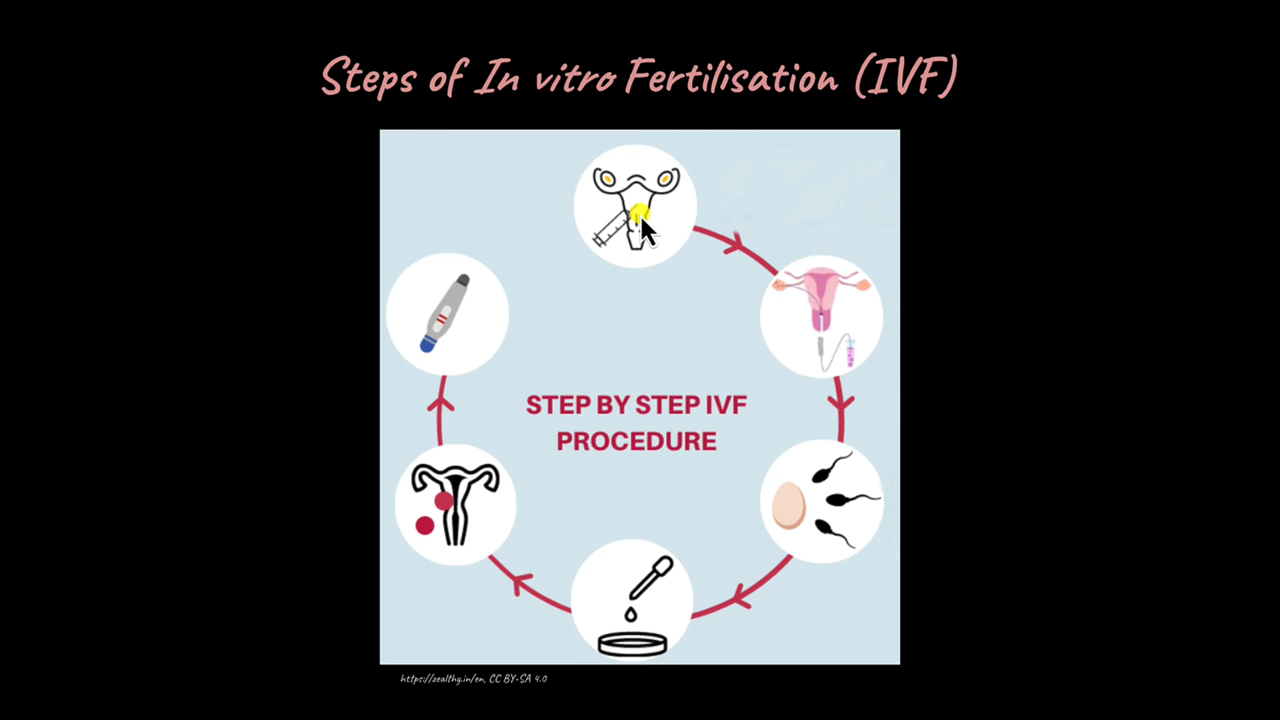 Steps of In vitro Fertilisation (IVF)
STEP BY STEP IVF
PROCEDURE
https://zealthy.in/en, CC BY-SA 4.0